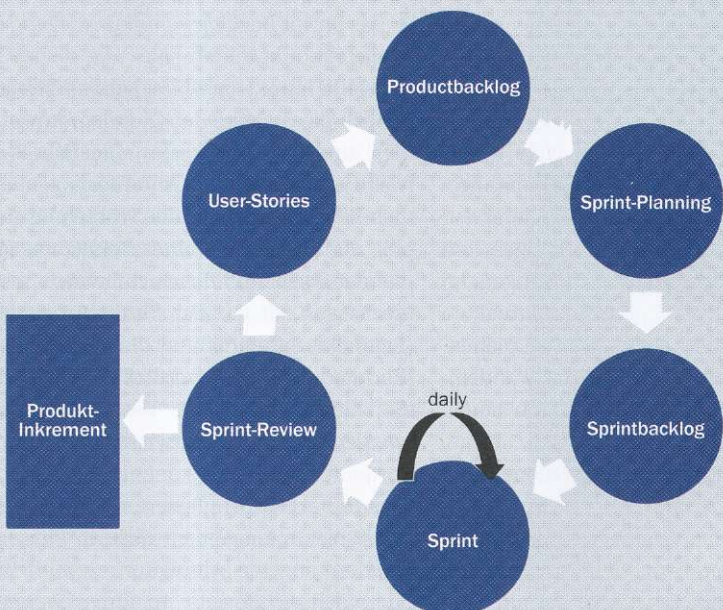 Productbacklog
User-Stories
Sprint-Planning
Produkt-
Inkrement
Sprint-Review
daily
Sprintbacklog
Sprint